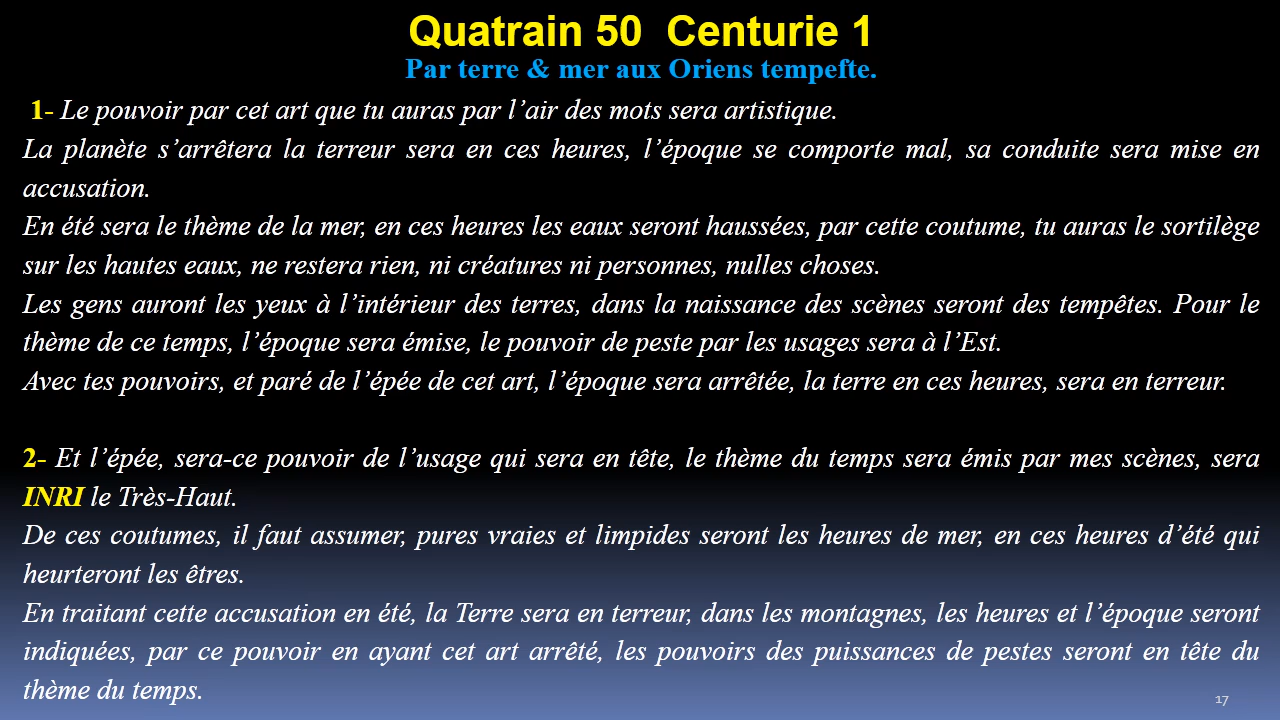 Quatrain 50 Centurie 1
Par terre & mer aux Oriens tempefte.
1- Le pouvoir par cet art que tu auras par l’air des mots sera artistique.
La planète s’arrêtera la terreur sera en ces heures, l’époque se comporte mal, sa conduite sera mise en
accusation.
En été sera le thème de la mer, en ces heures les eaux seront haussées, par cette coutume, tu auras le sortilège
sur les hautes eaux, ne restera rien, ni créatures ni personnes, nulles choses.
Les gens auront les yeux à l’intérieur des terres, dans la naissance des scènes seront des tempêtes. Pour le
thème de ce temps, l’époque sera émise, le pouvoir de peste par les usages sera à l’Est.
Avec tes pouvoirs, et paré de l’épée de cet art, l’époque sera arrêtée, la terre en ces heures, sera en terreur.
2- Et l’épée, sera-ce pouvoir de l’usage qui sera en tête, le thème du temps sera émis par mes scènes, sera
INRI le Très-Haut.
De ces coutumes, il faut assumer, pures vraies et limpides seront les heures de mer, en ces heures d’été qui
heurteront les êtres.
En traitant cette accusation en été, la Terre sera en terreur, dans les montagnes, les heures et l’époque seront
indiquées, par ce pouvoir en ayant cet art arrêté, les pouvoirs des puissances de pestes seront en tête du
thème du temps.
17